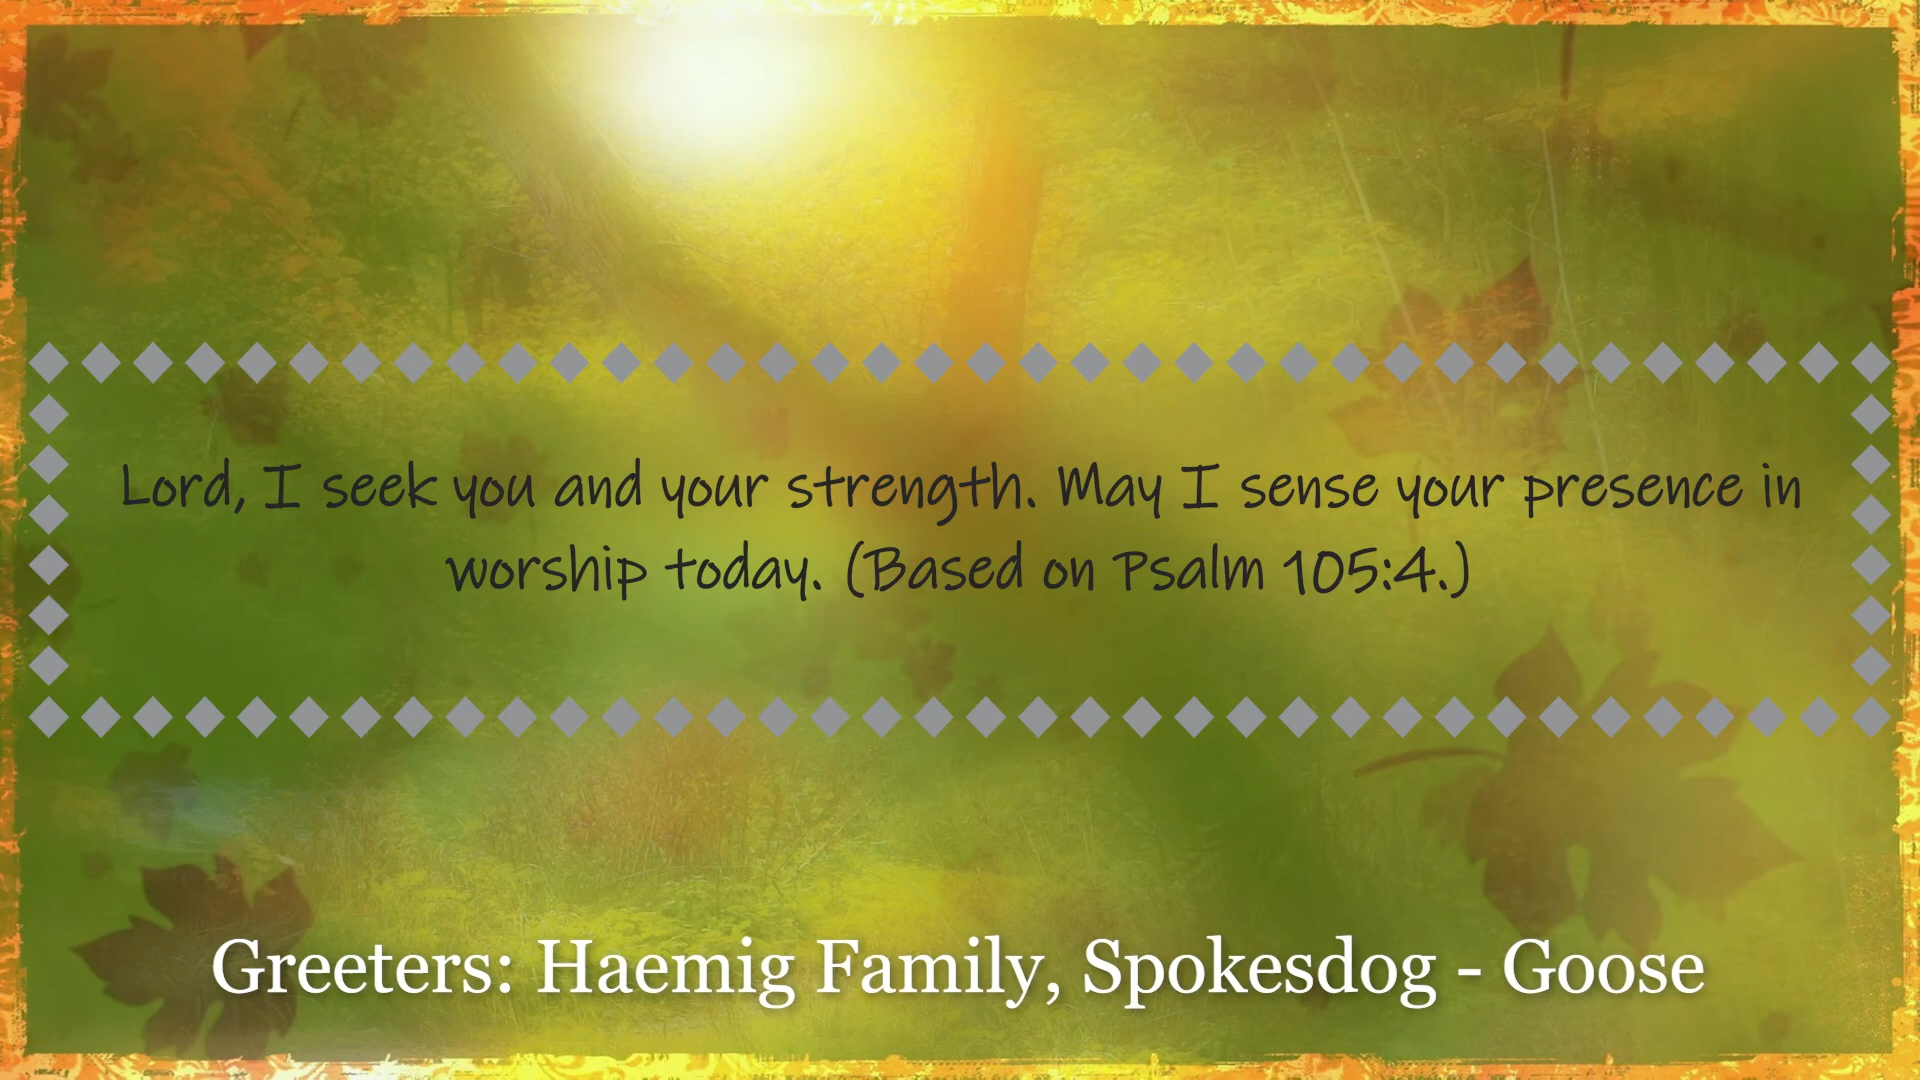 Lord, I seek you and your strength. May I sense your presence in
worship today. (Based on Psalm 105:4.)
Greeters: Haemig Family, Spokesdog - Goose